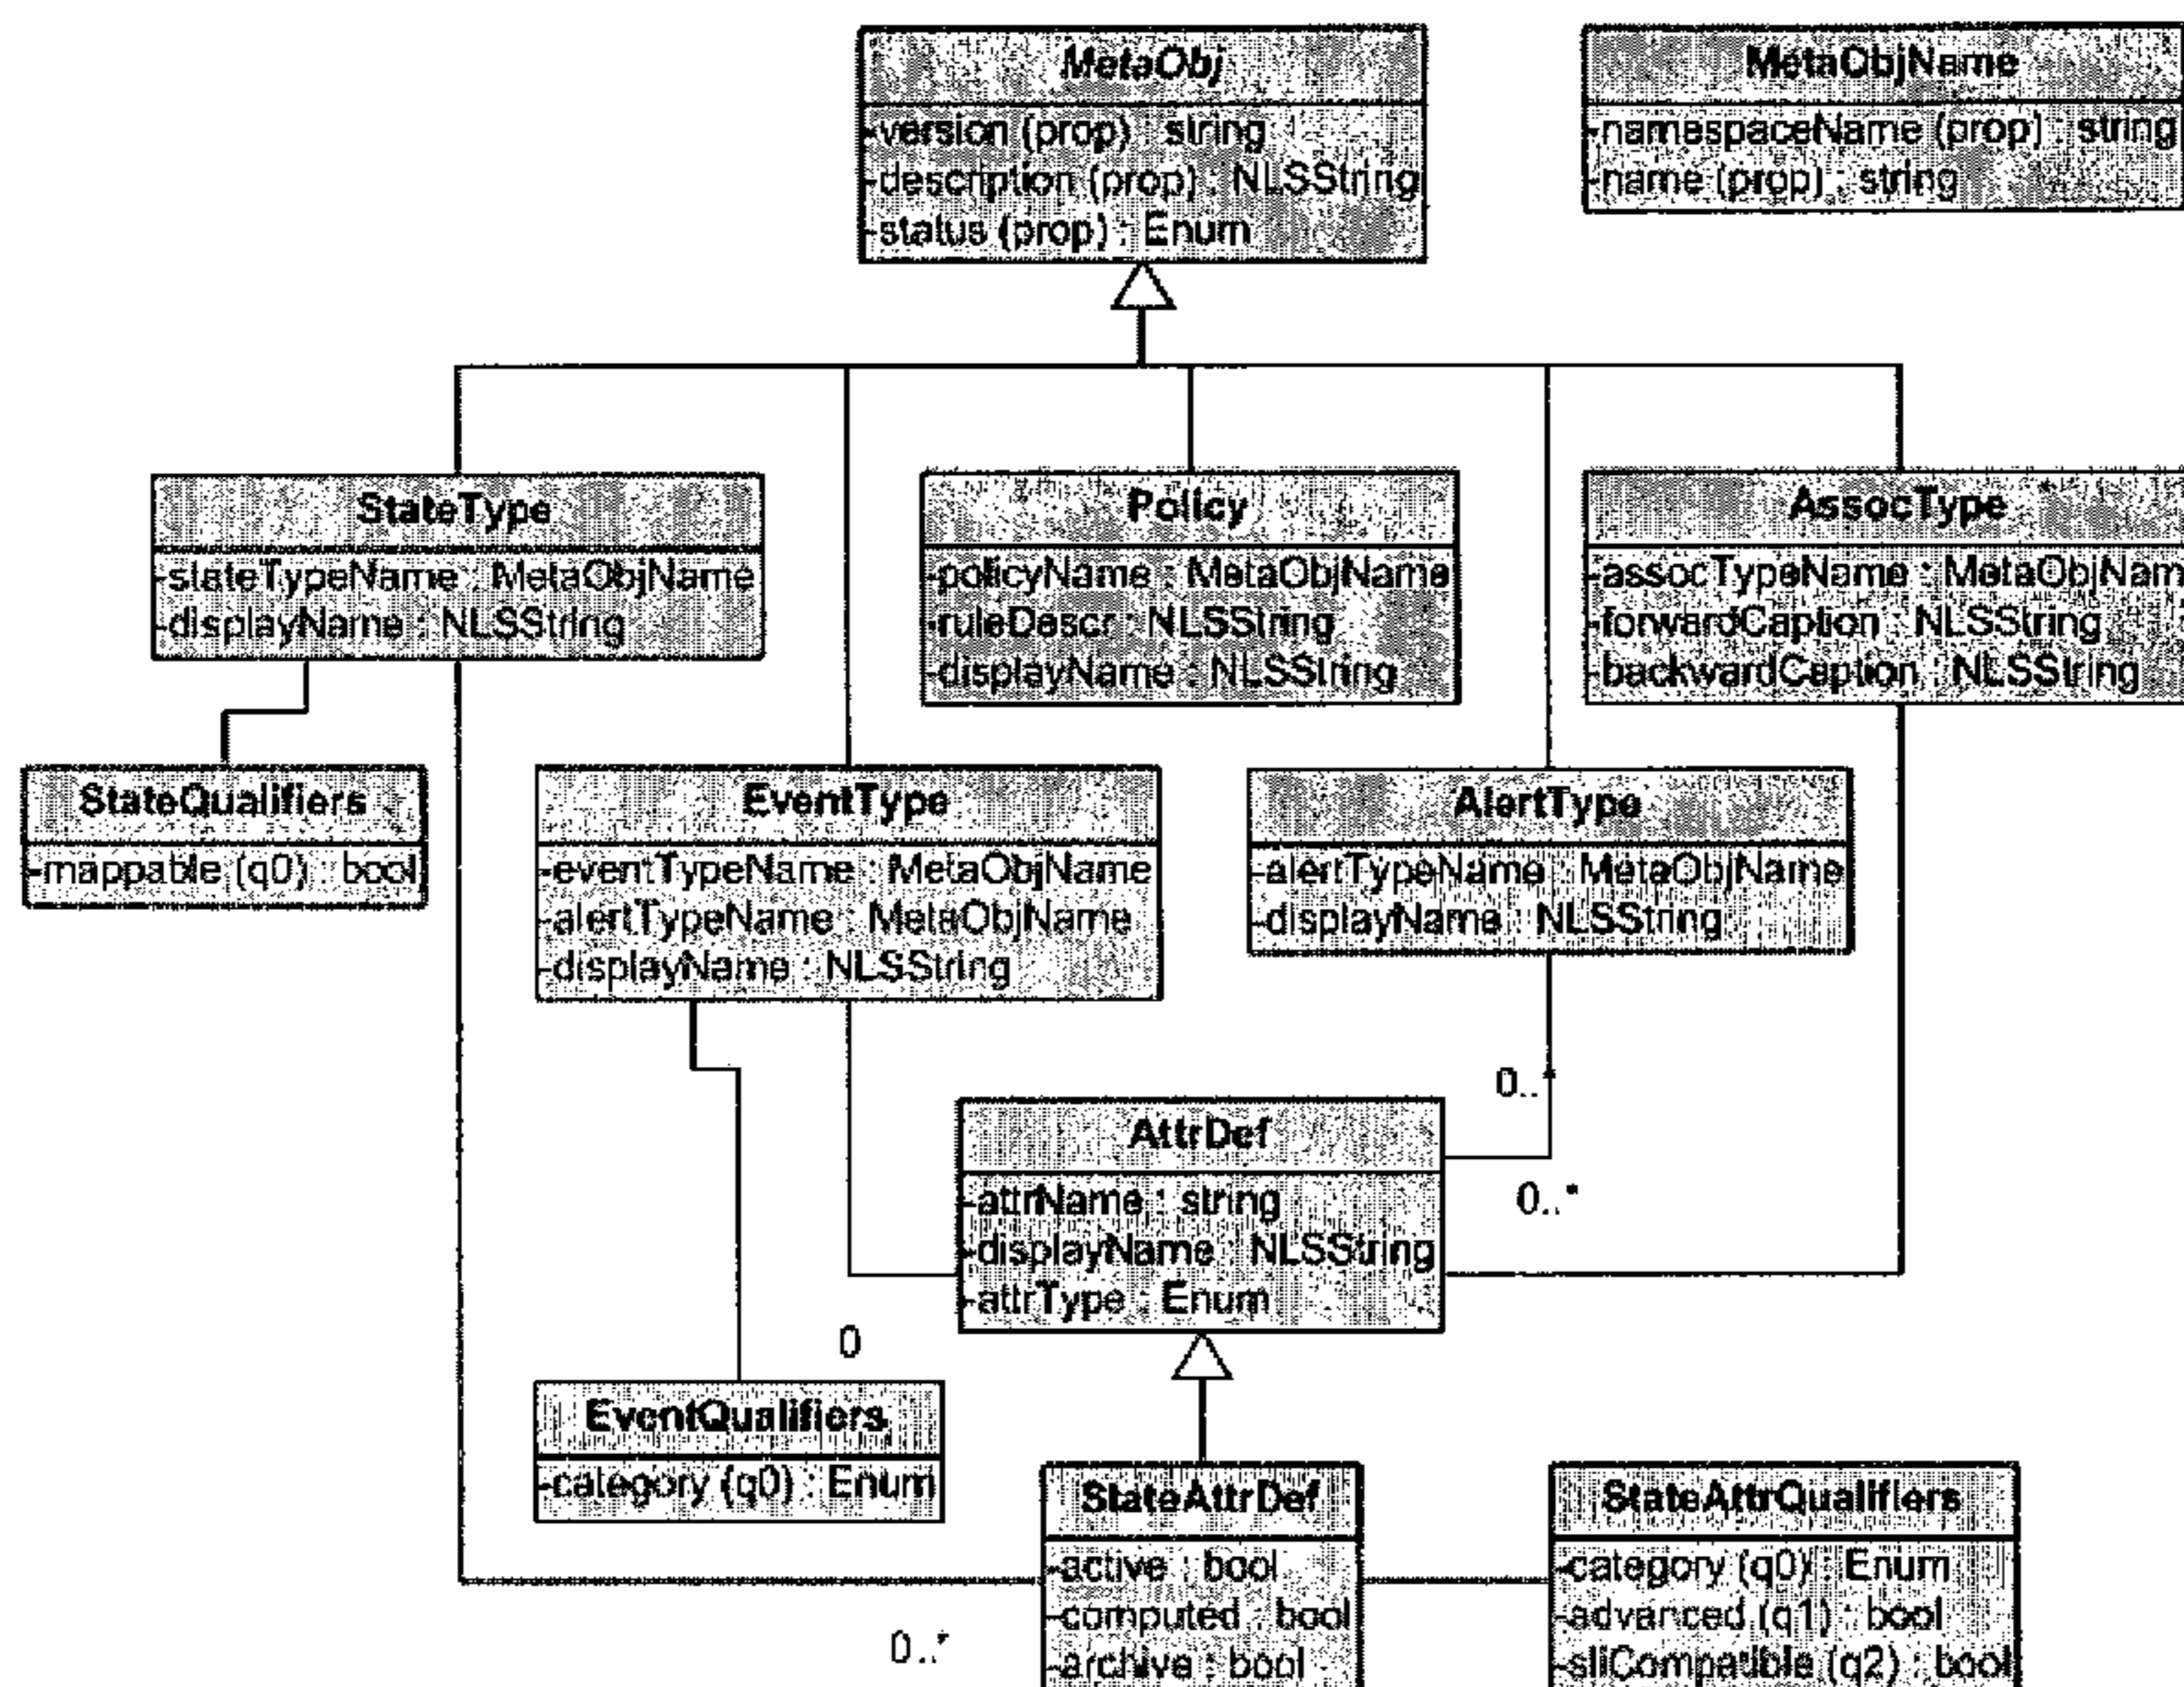 MetaObj
-version (prop) : string
-description (prop) : NLSString
-status (prop) : Enum
MetaObjName
-namespaceName (prop) : string
-name (prop) : string
StateType
-stateTypeName : MetaObjName
-displayName : NLSString
Policy
-policyName : MetaObjName
-ruleDescr : NLSString
-displayName : NLSString
AssocType
-assocTypeName : MetaObjNam
-forwardCaption : NLSString
-backwardCaption : NLSString
StateQualifiers
-mappable (q0) : bool
EventType
-eventTypeName : MetaObjName
-alertTypeName : MetaObjName
-displayName : NLSString
AlertType
-alertTypeName : MetaObjName
-displayName : NLSString
0..*
AttrDef
-attrName : string
-displayName : NLSString
-attrType : Enum
0..*
0
EventQualifiers
-category (q0) : Enum
StateAttrDef
-active : bool
-computed : bool
-archive : bool
StateAttrQualifiers
-category (q0) : Enum
-advanced (q1) : bool
-sliCompatible (q2) : bool
0..*